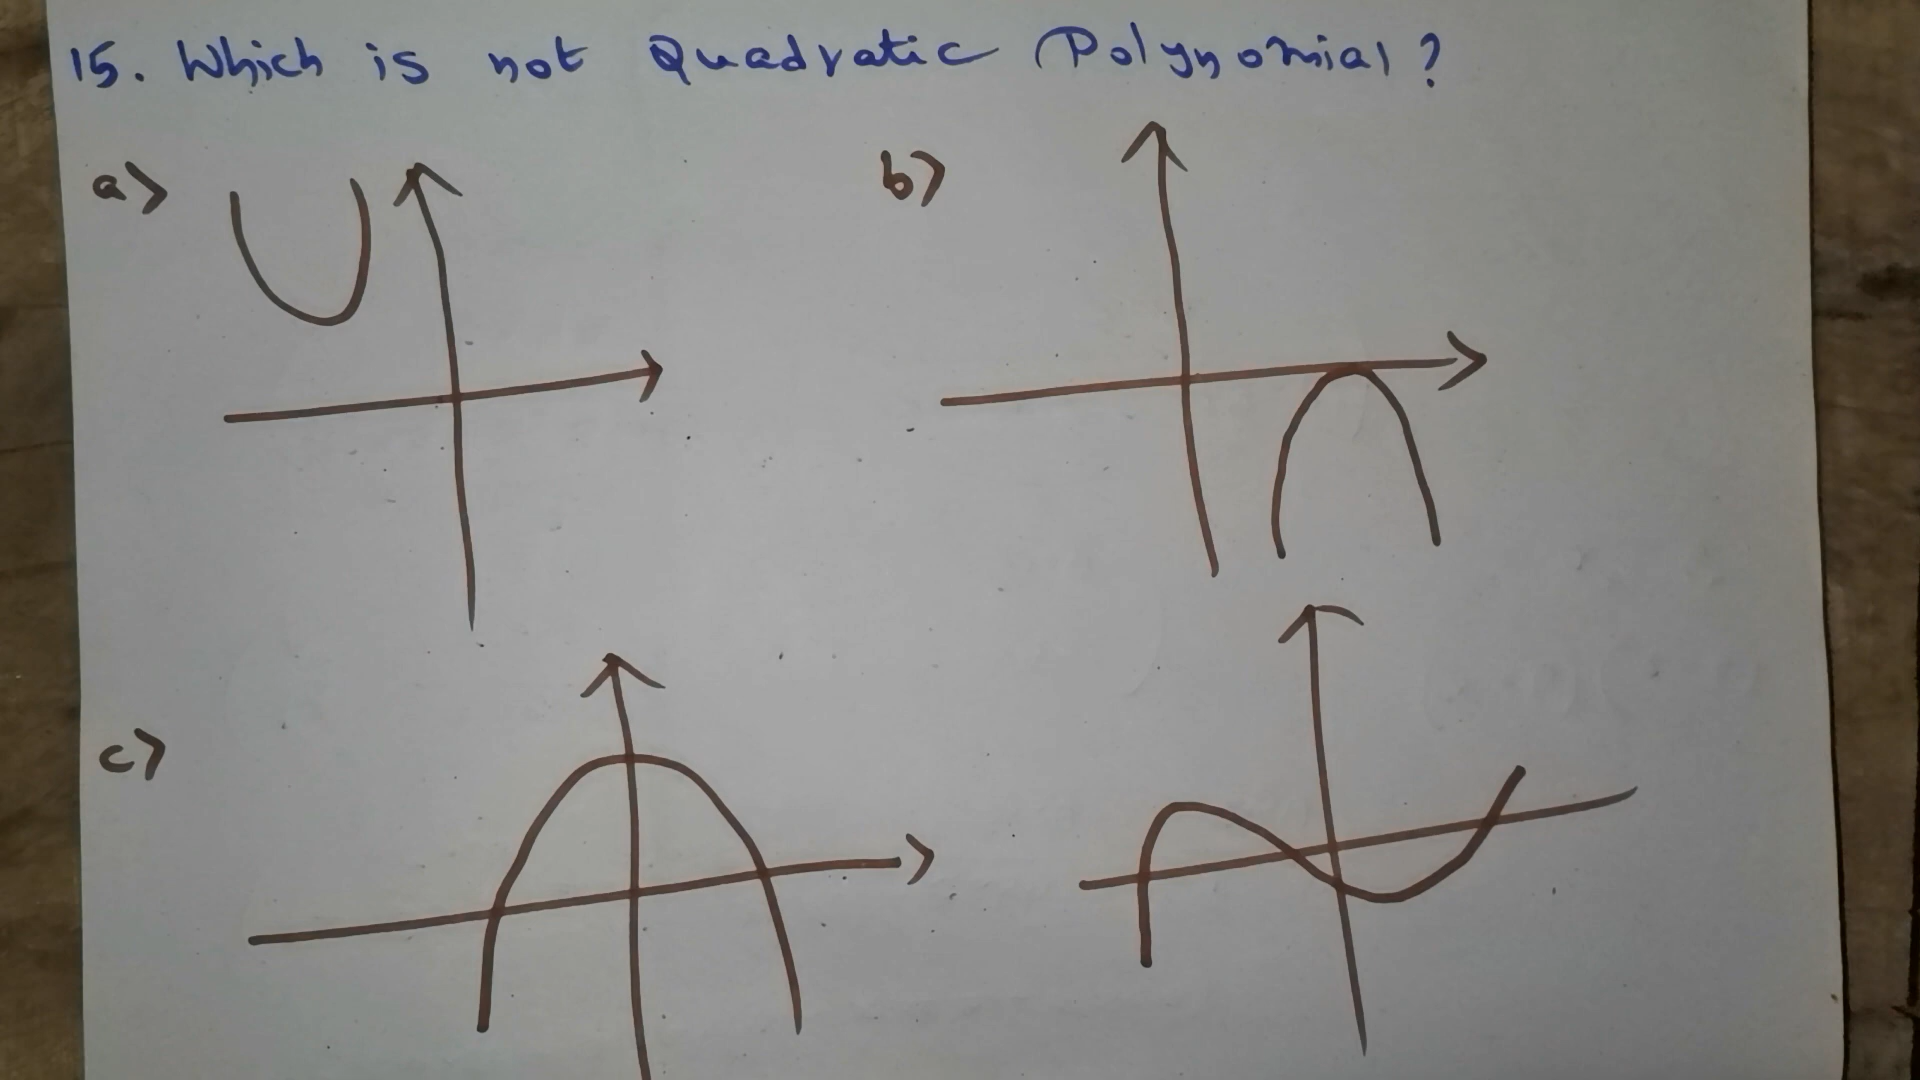 15. Which is not Quadratic Polynomial?
a>
b>
c>